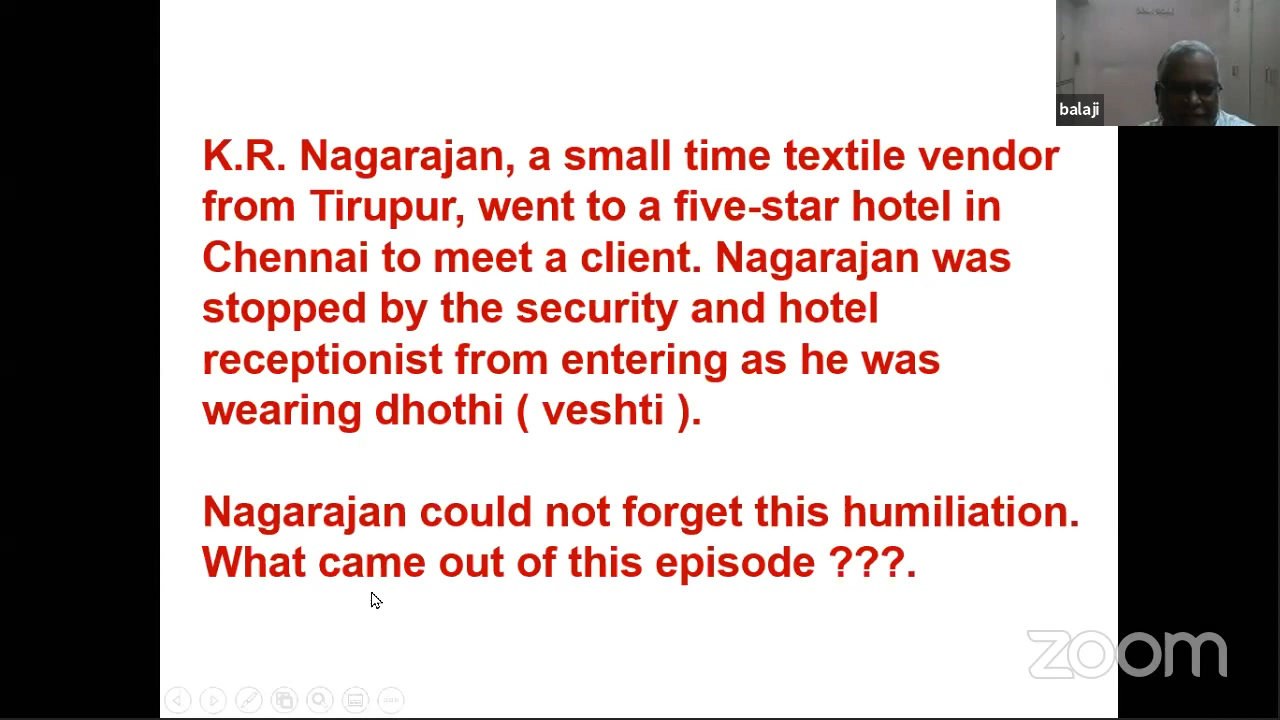 balaji
K.R. Nagarajan, a small time textile vendor
from Tirupur, went to a five-star hotel in
Chennai to meet a client. Nagarajan was
stopped by the security and hotel
receptionist from entering as he was
wearing dhothi ( veshti ).
Nagarajan could not forget this humiliation.
What came out of this episode ???.
zoom